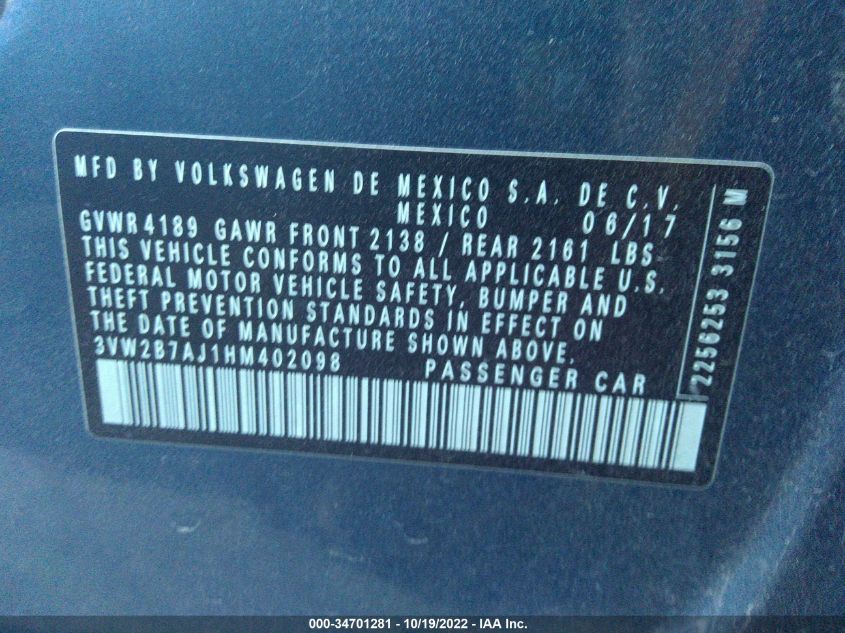 MFD BY VOLKSWAGEN DE MEXICO S.A. DE C.V.
MEXICO 06/17
GVWR 4189 GAWR FRONT 2138 / REAR 2161 LBS
THIS VEHICLE CONFORMS TO ALL APPLICABLE U.S.
FEDERAL MOTOR VEHICLE SAFETY, BUMPER AND
THEFT PREVENTION STANDARDS IN EFFECT ON
THE DATE OF MANUFACTURE SHOWN ABOVE.
3VW2B7AJ1HM402098 PASSENGER CAR
2256253 3156 M
000-34701281 - 10/19/2022 - IAA Inc.